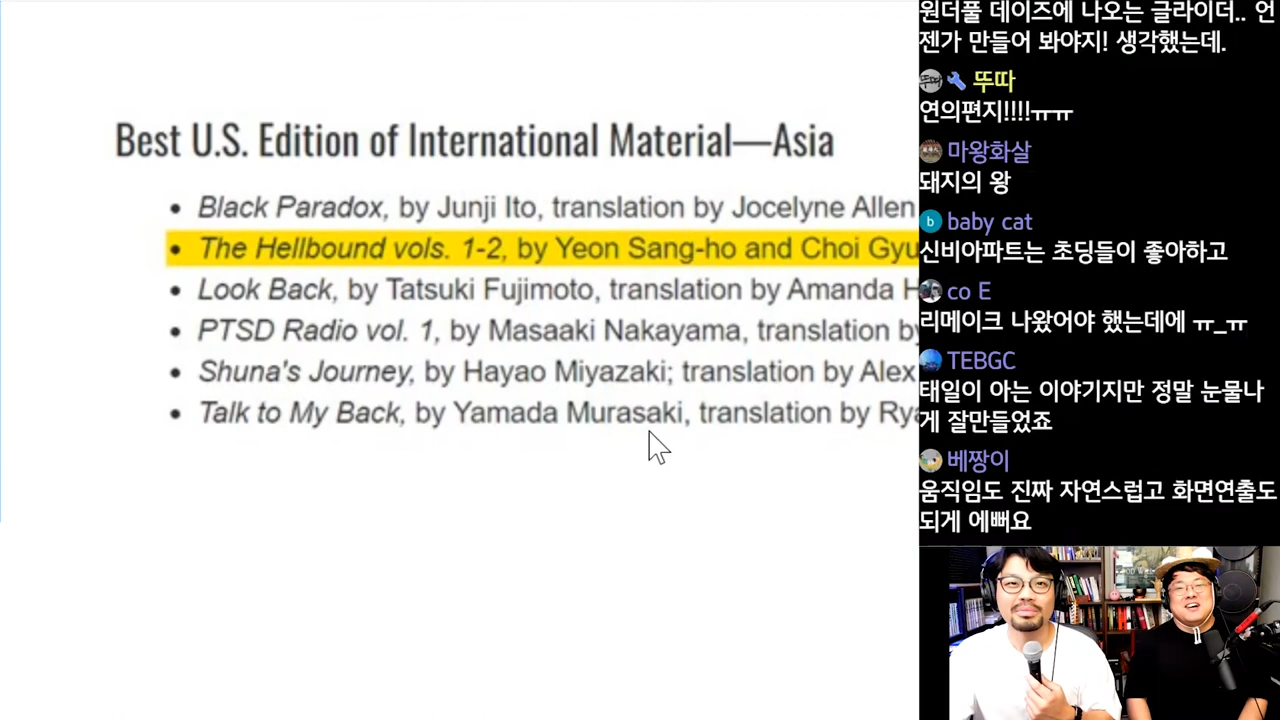 Best U.S. Edition of International Material—Asia
• Black Paradox, by Junji Ito, translation by Jocelyne Allen
• The Hellbound vols. 1-2, by Yeon Sang-ho and Choi Gyu
• Look Back, by Tatsuki Fujimoto, translation by Amanda H
• PTSD Radio vol. 1, by Masaaki Nakayama, translation by
• Shuna's Journey, by Hayao Miyazaki; translation by Alex
• Talk to My Back, by Yamada Murasaki, translation by Rya
원더풀 데이즈에 나오는 글라이더.. 언
젠가 만들어 봐야지! 생각했는데.
뚜따
연의편지!!!!ㅠㅠ
마왕화살
돼지의 왕
b baby cat
신비아파트는 초딩들이 좋아하고
co E
리메이크 나왔어야 했는데에 ㅠ_ㅠ
TEBGC
태일이 아는 이야기지만 정말 눈물나
게 잘만들었죠
베짱이
움직임도 진짜 자연스럽고 화면연출도
되게 에뻐요